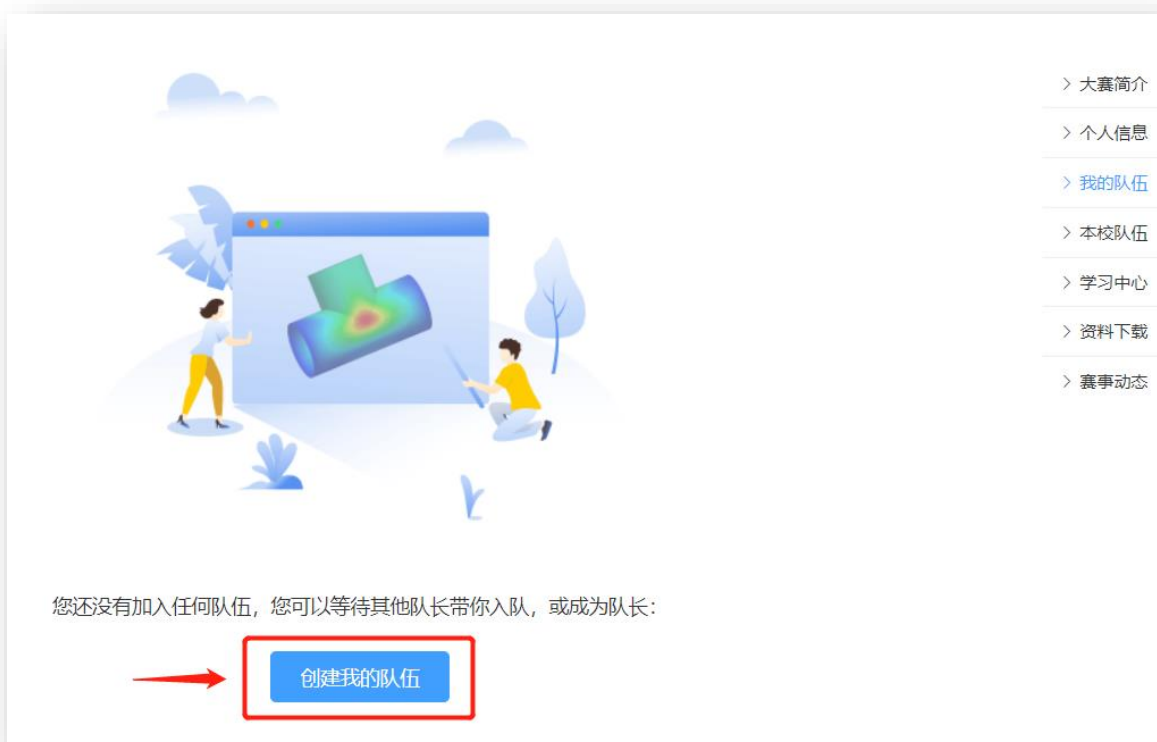 大赛简介
个人信息
我的队伍
本校队伍
学习中心
资料下载
赛事动态
您还没有加入任何队伍，您可以等待其他队长带你入队，或成为队长：
创建我的队伍